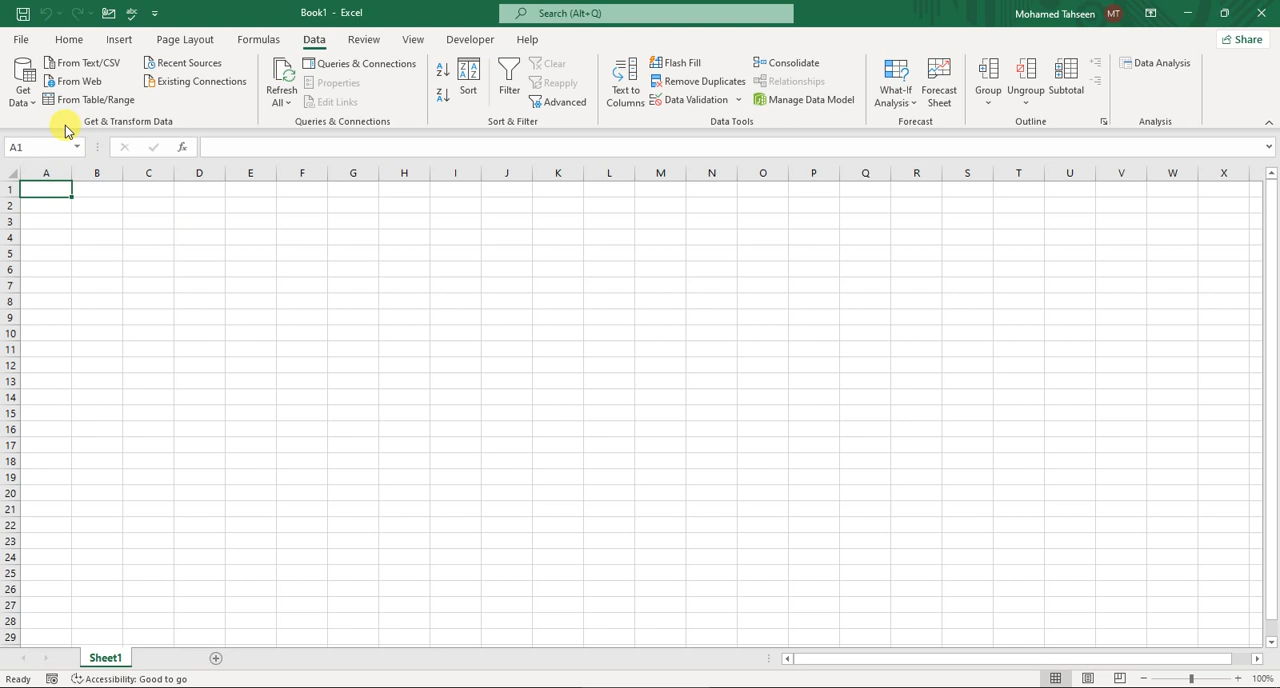 Book1 - Excel
Search (Alt+Q)
Mohamed Tahseen MT
File Home Insert Page Layout Formulas Data Review View Developer Help Share
Get Data
From Text/CSV
From Web
From Table/Range
Recent Sources
Existing Connections
Get & Transform Data
Refresh All
Queries & Connections
Properties
Edit Links
Queries & Connections
Sort
Filter
Clear
Reapply
Advanced
Sort & Filter
Text to Columns
Flash Fill
Remove Duplicates
Data Validation
Consolidate
Relationships
Manage Data Model
Data Tools
What-If Analysis
Forecast Sheet
Forecast
Group
Ungroup
Subtotal
Outline
Data Analysis
Analysis
A1 fx
A B C D E F G H I J K L M N O P Q R S T U V W X
1
2
3
4
5
6
7
8
9
10
11
12
13
14
15
16
17
18
19
20
21
22
23
24
25
26
27
28
29
Sheet1
Ready Accessibility: Good to go 100%